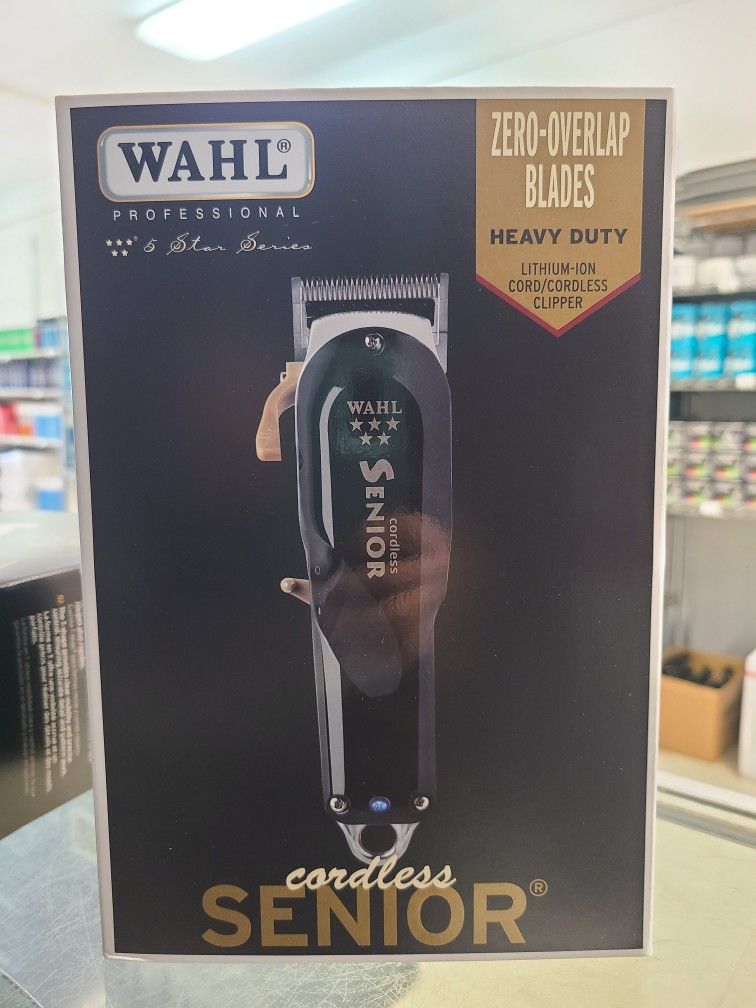 WAHL®
PROFESSIONAL
5 Star Series
ZERO-OVERLAP
BLADES
HEAVY DUTY
LITHIUM-ION
CORD/CORDLESS
CLIPPER
WAHL
SENIOR
cordless
cordless
SENIOR®